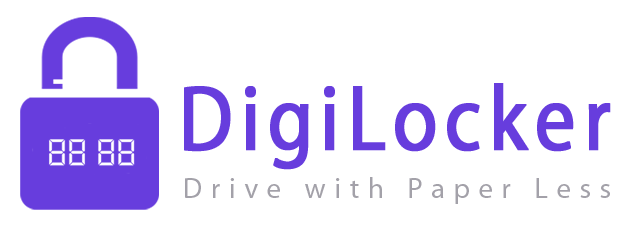 88 88
DigiLocker
Drive with Paper Less